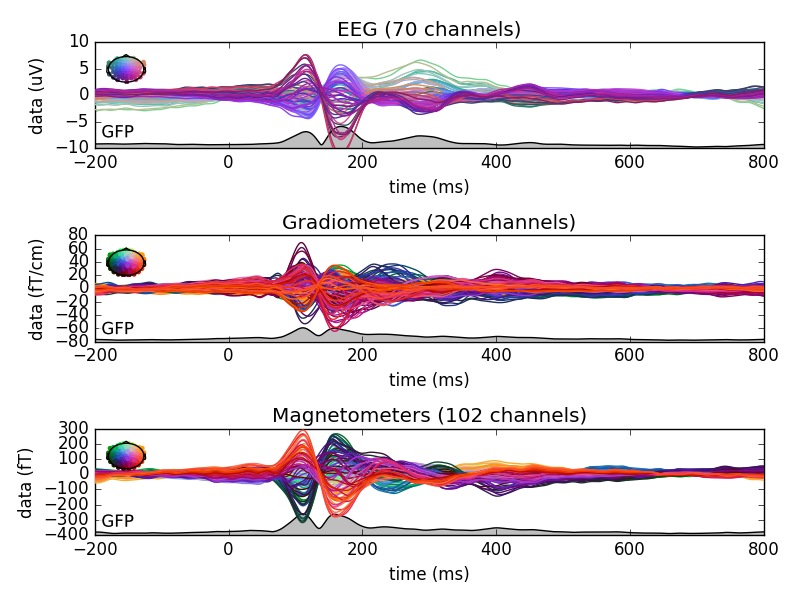 EEG (70 channels)
10
5
0
−5
−10
data (uV)
GFP
−200 0 200 400 600 800
time (ms)
Gradiometers (204 channels)
80
60
40
20
0
−20
−40
−60
−80
data (fT/cm)
GFP
−200 0 200 400 600 800
time (ms)
Magnetometers (102 channels)
300
200
100
0
−100
−200
−300
−400
data (fT)
GFP
−200 0 200 400 600 800
time (ms)